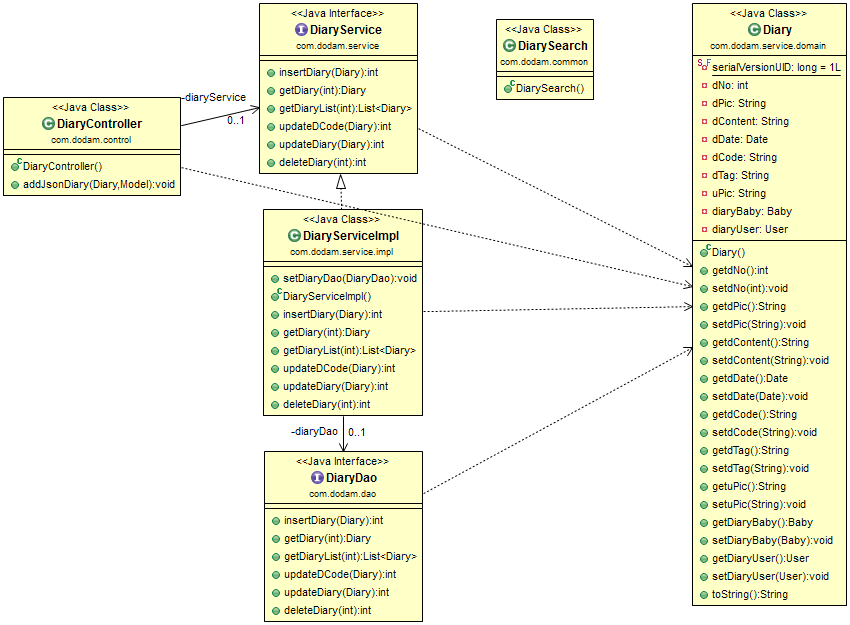 <<Java Interface>>
DiaryService
com.dodam.service
insertDiary(Diary):int
getDiary(int):Diary
getDiaryList(int):List<Diary>
updateDCode(Diary):int
updateDiary(Diary):int
deleteDiary(int):int
<<Java Class>>
DiarySearch
com.dodam.common
DiarySearch()
<<Java Class>>
Diary
com.dodam.service.domain
serialVersionUID: long = 1L
dNo: int
dPic: String
dContent: String
dDate: Date
dCode: String
dTag: String
uPic: String
diaryBaby: Baby
diaryUser: User
Diary()
getdNo():int
setdNo(int):void
getdPic():String
setdPic(String):void
getdContent():String
setdContent(String):void
getdDate():Date
setdDate(Date):void
getdCode():String
setdCode(String):void
getdTag():String
setdTag(String):void
getuPic():String
setuPic(String):void
getDiaryBaby():Baby
setDiaryBaby(Baby):void
getDiaryUser():User
setDiaryUser(User):void
toString():String
<<Java Class>>
DiaryController
com.dodam.control
DiaryController()
addJsonDiary(Diary,Model):void
-diaryService
0..1
<<Java Class>>
DiaryServiceImpl
com.dodam.service.impl
setDiaryDao(DiaryDao):void
DiaryServiceImpl()
insertDiary(Diary):int
getDiary(int):Diary
getDiaryList(int):List<Diary>
updateDCode(Diary):int
updateDiary(Diary):int
deleteDiary(int):int
-diaryDao
0..1
<<Java Interface>>
DiaryDao
com.dodam.dao
insertDiary(Diary):int
getDiary(int):Diary
getDiaryList(int):List<Diary>
updateDCode(Diary):int
updateDiary(Diary):int
deleteDiary(int):int